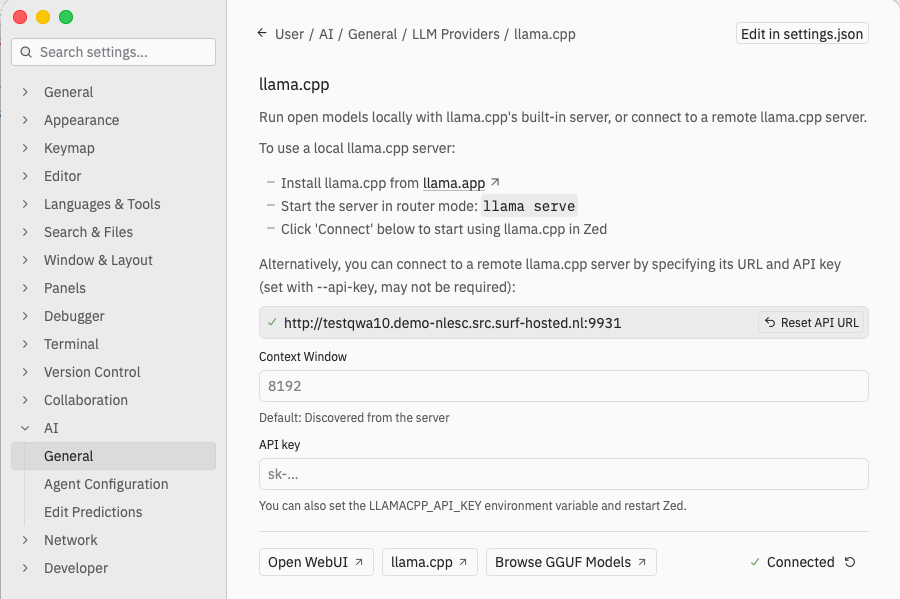 Search settings...
General
Appearance
Keymap
Editor
Languages & Tools
Search & Files
Window & Layout
Panels
Debugger
Terminal
Version Control
Collaboration
AI
General
Agent Configuration
Edit Predictions
Network
Developer
User / AI / General / LLM Providers / llama.cpp
Edit in settings.json
llama.cpp
Run open models locally with llama.cpp's built-in server, or connect to a remote llama.cpp server.
To use a local llama.cpp server:
– Install llama.cpp from llama.app
– Start the server in router mode: llama serve
– Click 'Connect' below to start using llama.cpp in Zed
Alternatively, you can connect to a remote llama.cpp server by specifying its URL and API key
(set with --api-key, may not be required):
http://testqwa10.demo-nlesc.src.surf-hosted.nl:9931
Reset API URL
Context Window
8192
Default: Discovered from the server
API key
sk-...
You can also set the LLAMACPP_API_KEY environment variable and restart Zed.
Open WebUI
llama.cpp
Browse GGUF Models
Connected